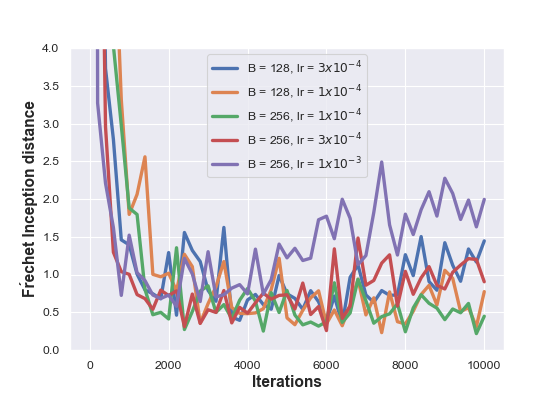 4.0
3.5
3.0
2.5
2.0
1.5
1.0
0.5
0.0
Fŕechet Inception distance
B = 128, lr = 3x10⁻⁴
B = 128, lr = 1x10⁻⁴
B = 256, lr = 1x10⁻⁴
B = 256, lr = 3x10⁻⁴
B = 256, lr = 1x10⁻³
0 2000 4000 6000 8000 10000
Iterations